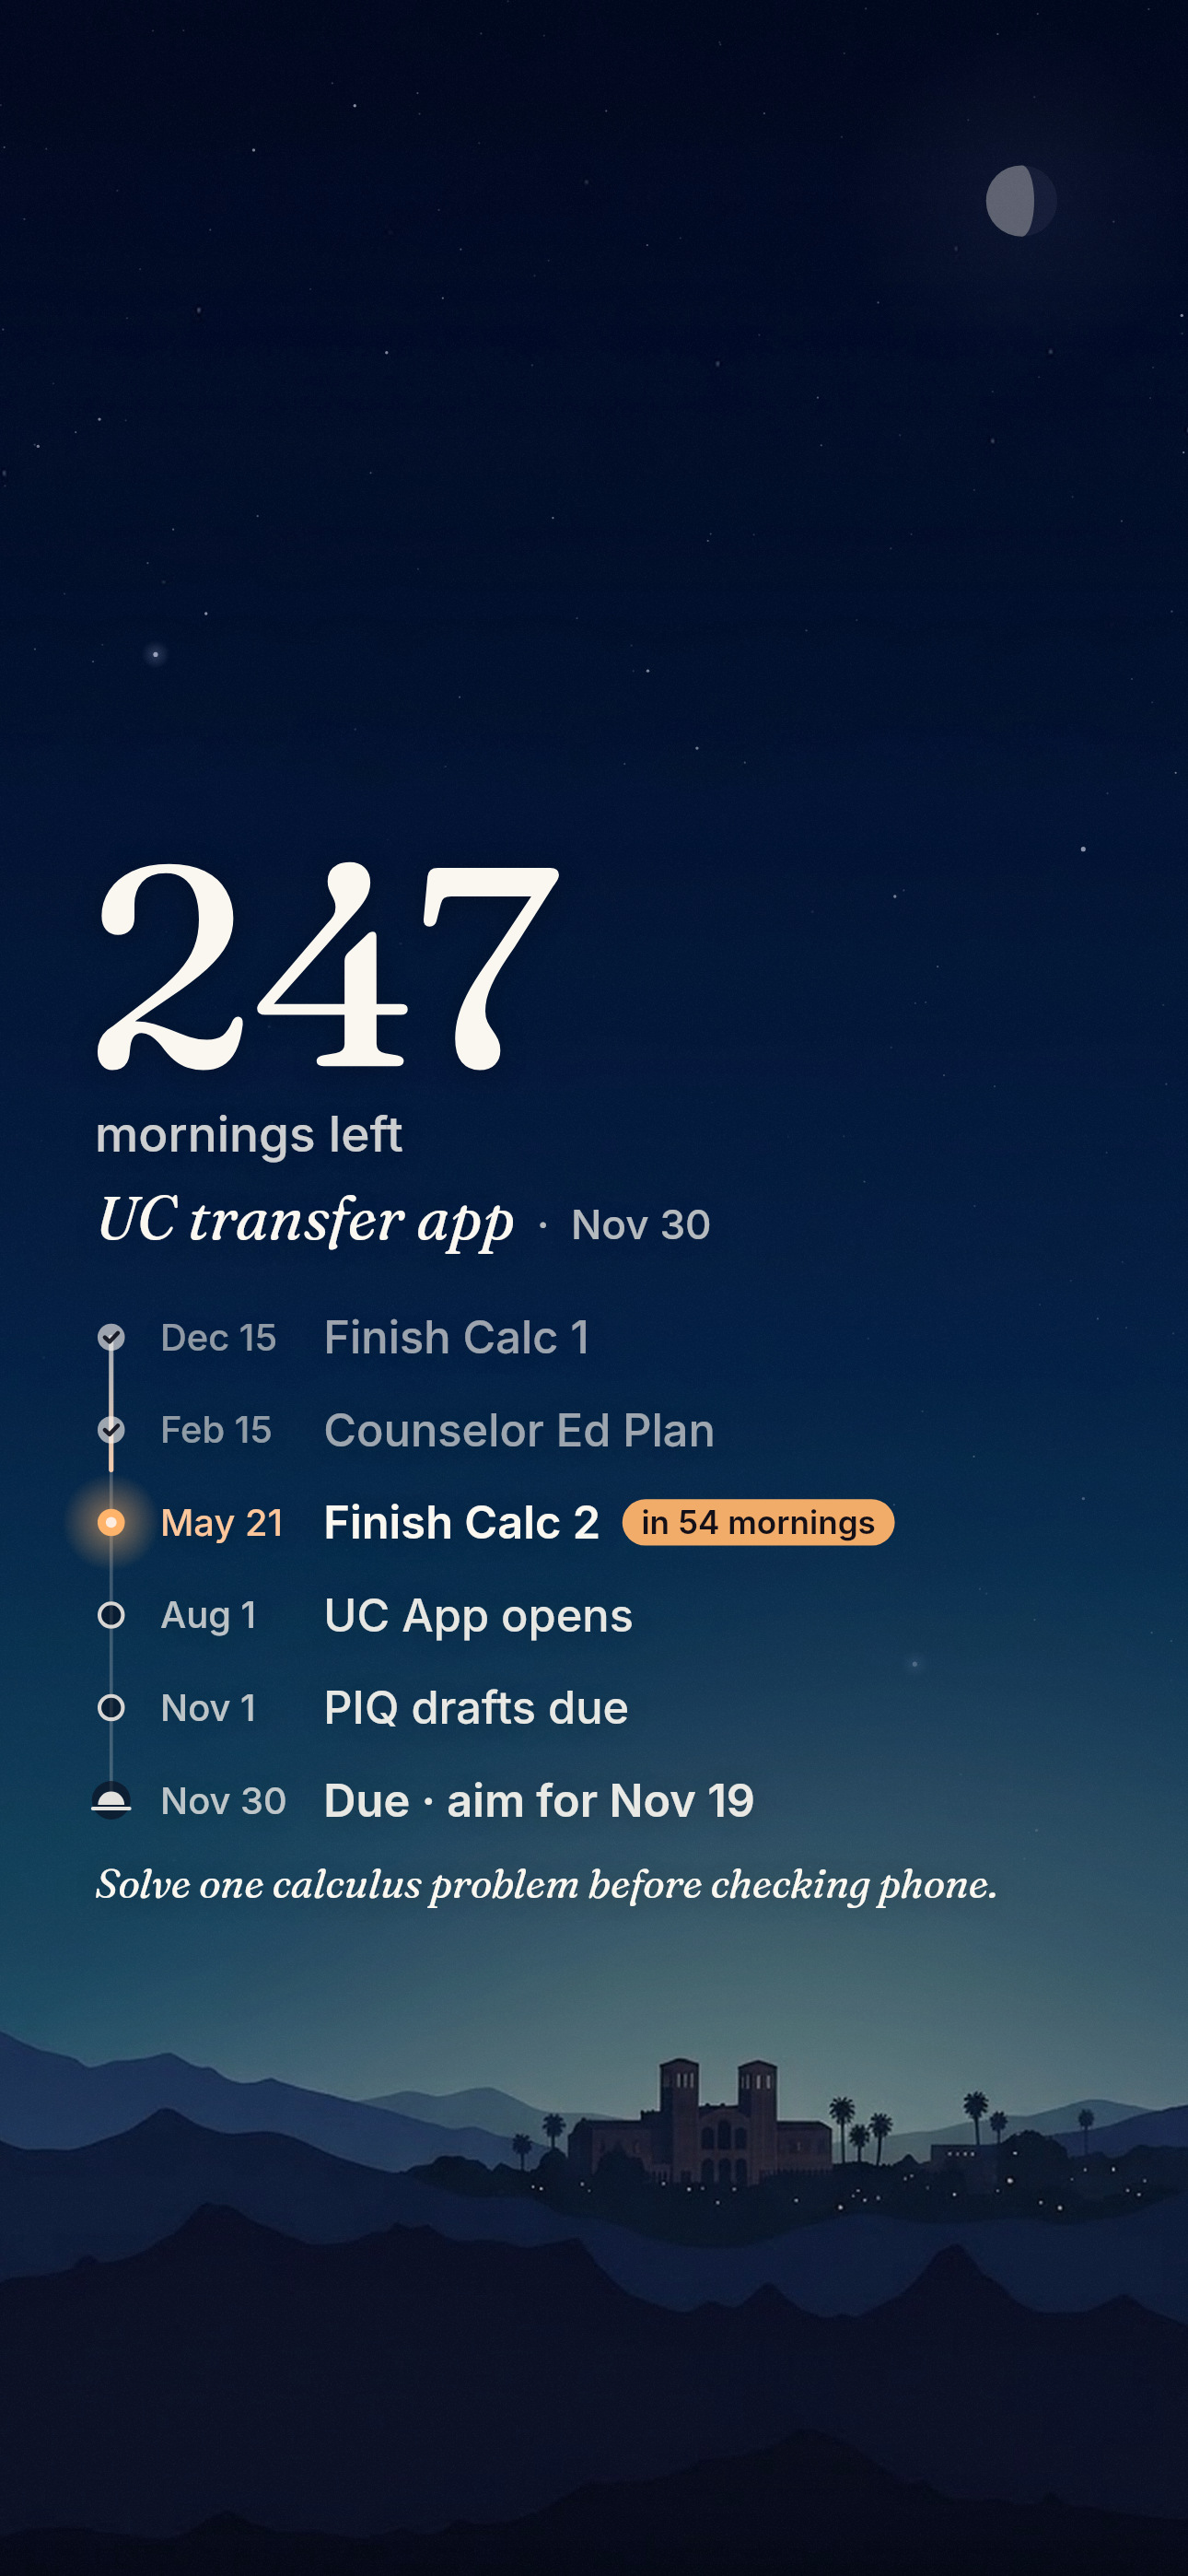 247
mornings left
UC transfer app · Nov 30
Dec 15 Finish Calc 1
Feb 15 Counselor Ed Plan
May 21 Finish Calc 2 in 54 mornings
Aug 1 UC App opens
Nov 1 PIQ drafts due
Nov 30 Due · aim for Nov 19
Solve one calculus problem before checking phone.